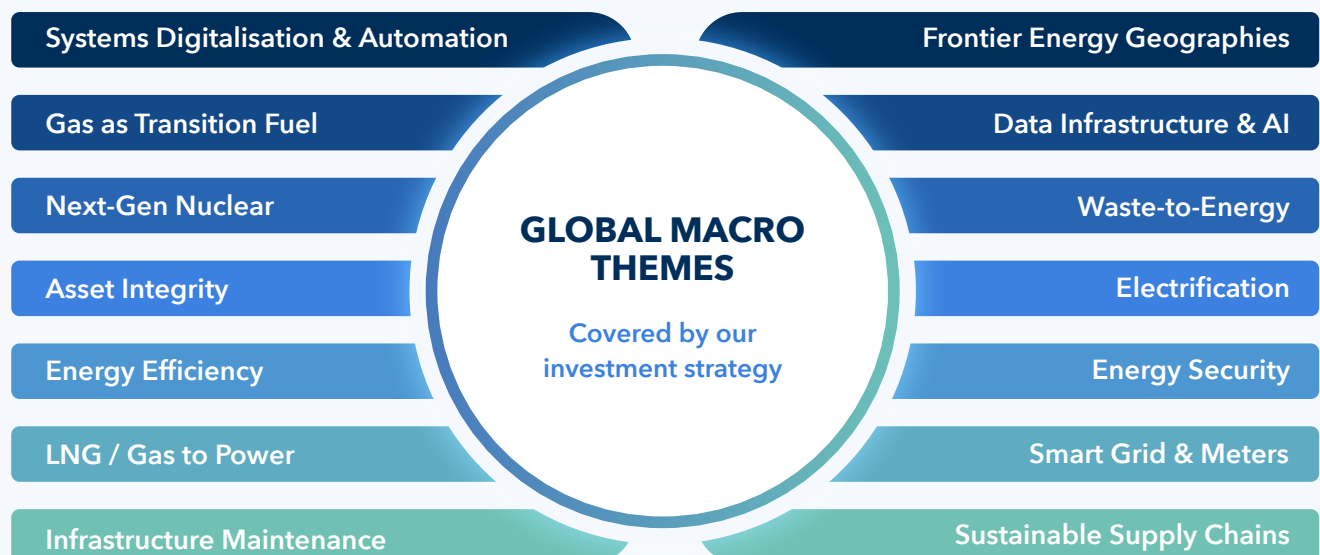 Systems Digitalisation & Automation
Gas as Transition Fuel
Next-Gen Nuclear
Asset Integrity
Energy Efficiency
LNG / Gas to Power
Infrastructure Maintenance
GLOBAL MACRO
THEMES
Covered by our
investment strategy
Frontier Energy Geographies
Data Infrastructure & AI
Waste-to-Energy
Electrification
Energy Security
Smart Grid & Meters
Sustainable Supply Chains